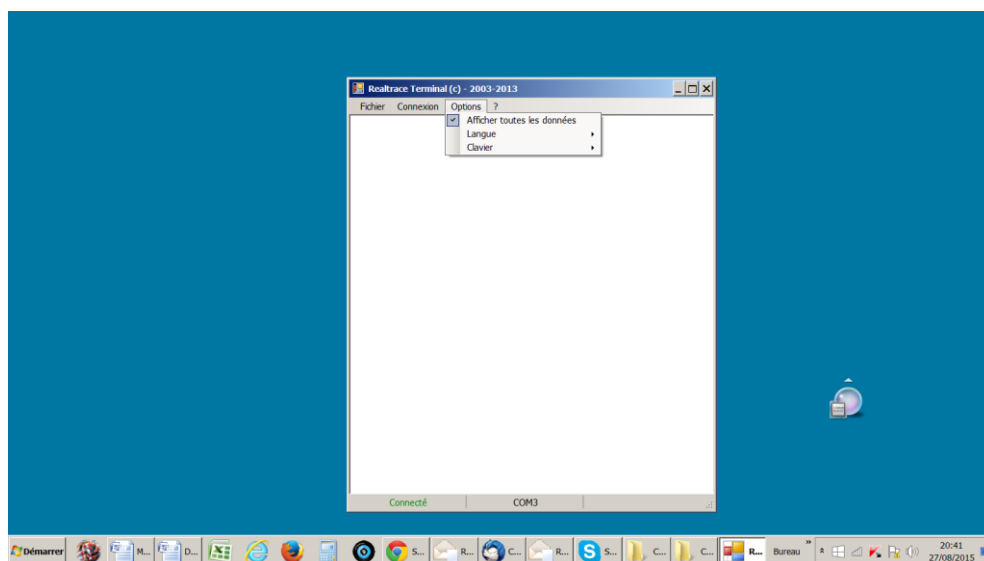 Realtrace Terminal (c) - 2003-2013
Fichier Connexion Options ?
Afficher toutes les données
Langue
Clavier
Connecté COM3
Démarrer M... D... S... R... C... R... S... C... C... R... Bureau » 20:41
27/08/2015